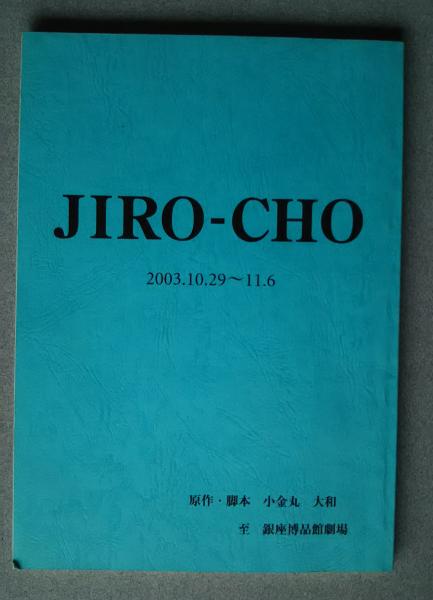 JIRO-CHO
2003.10.29～11.6
原作・脚本　小金丸　大和
至　銀座博品館劇場